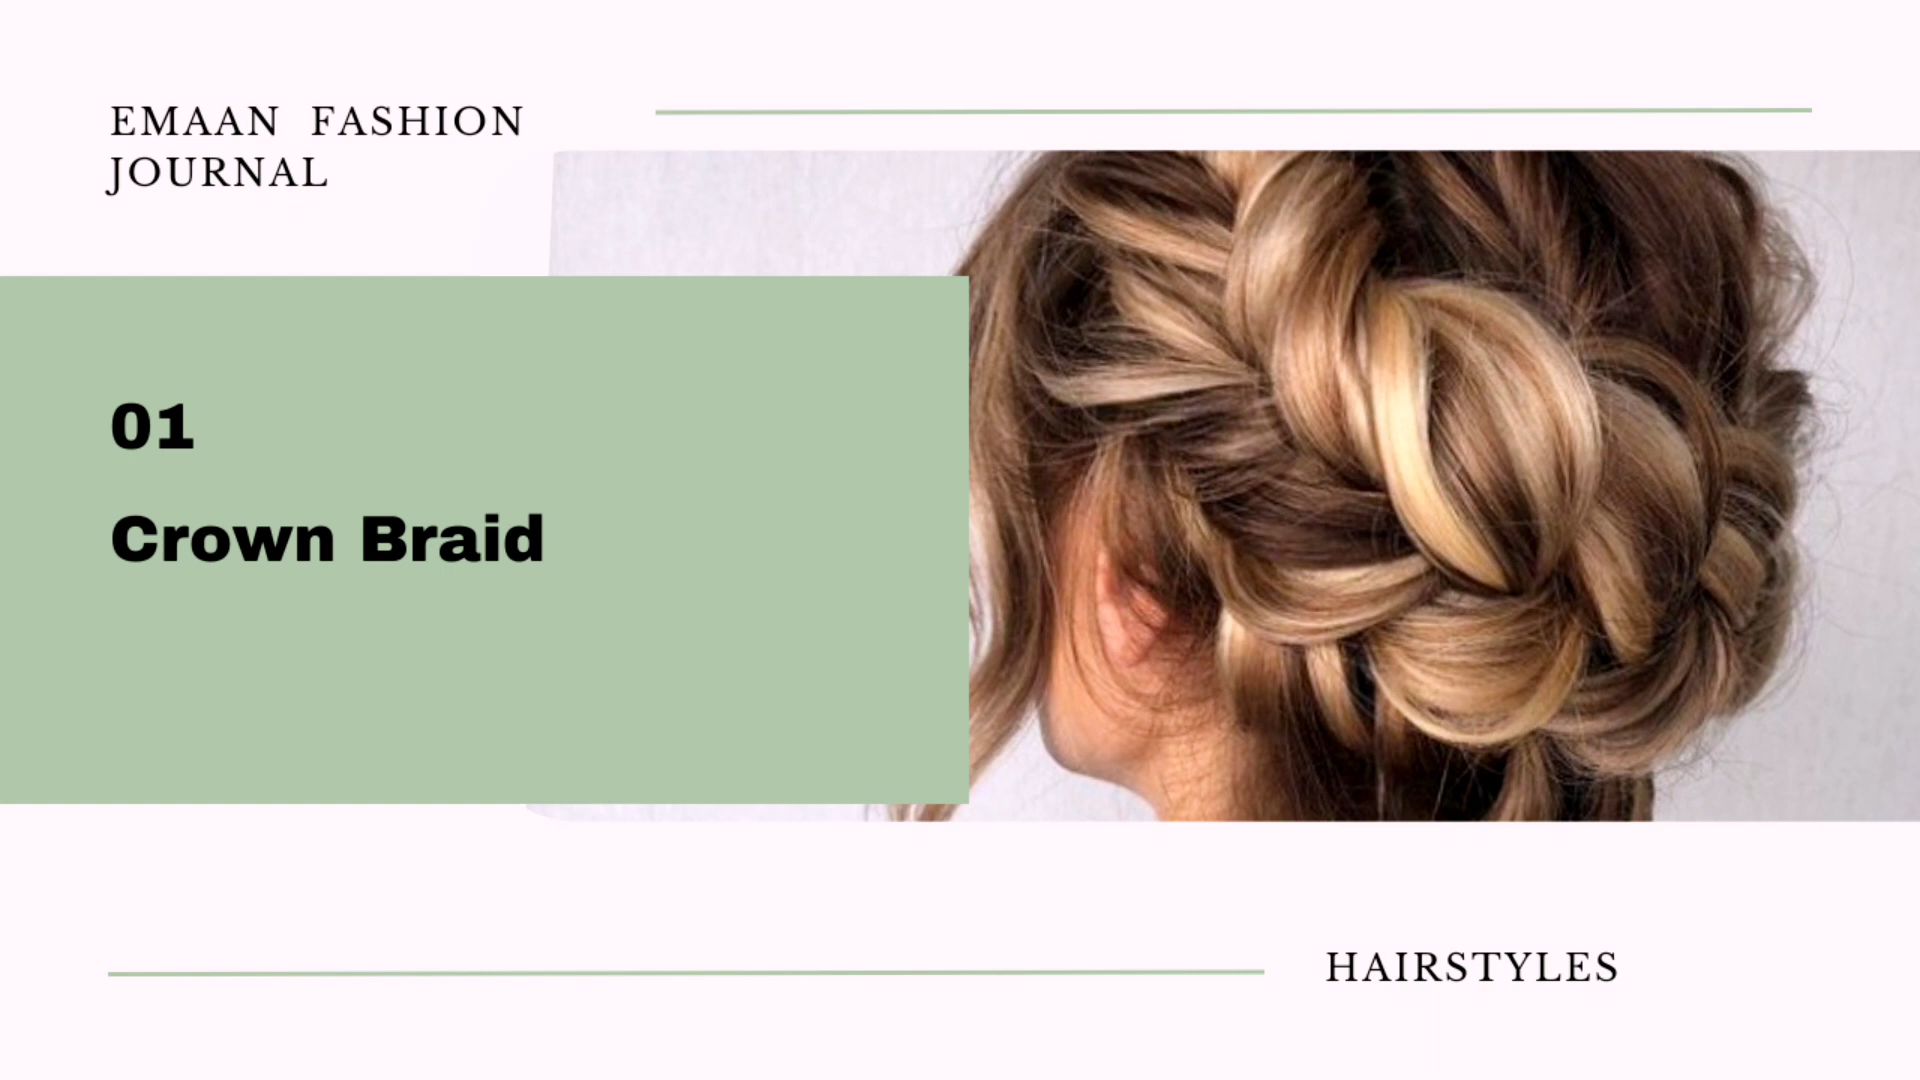 EMAAN FASHION
JOURNAL
01
Crown Braid
HAIRSTYLES